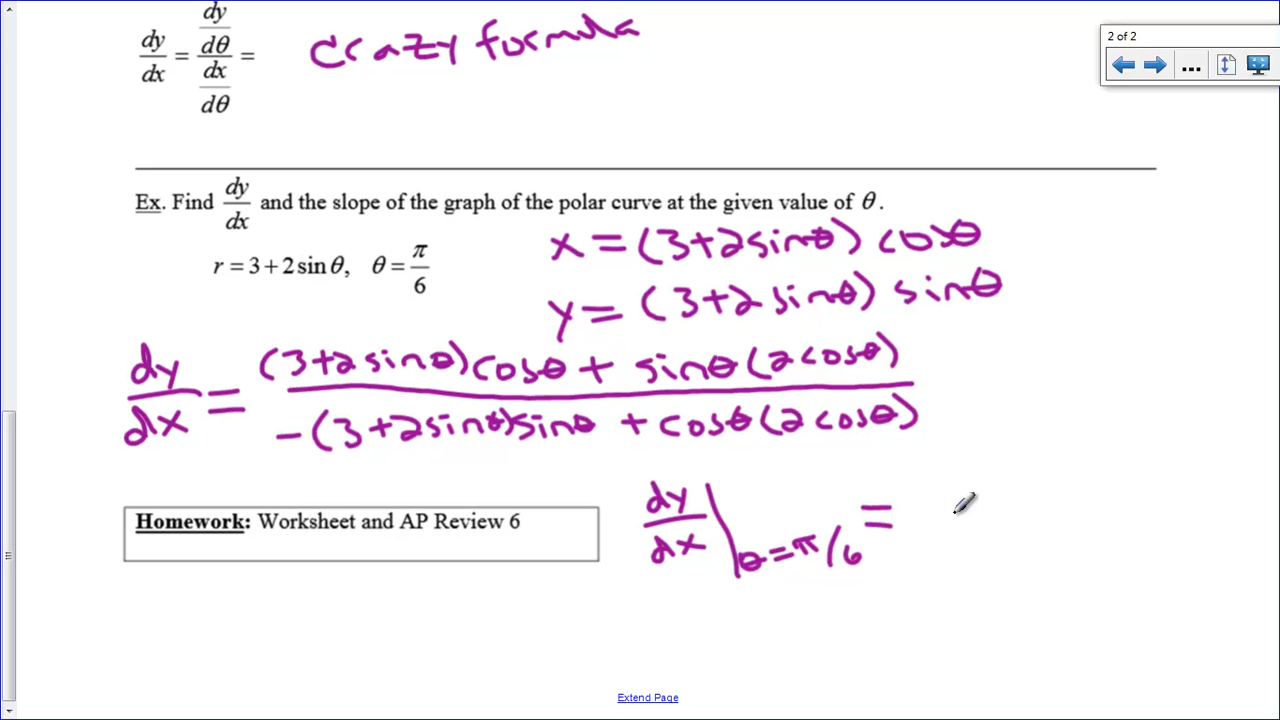 dy/dx = (dy/dθ)/(dx/dθ) = crazy formula
2 of 2
Ex. Find dy/dx and the slope of the graph of the polar curve at the given value of θ.
x = (3+2sinθ) cosθ
r = 3 + 2 sin θ, θ = π/6
y = (3+2sinθ) sinθ
dy/dx = ((3+2sinθ)cosθ + sinθ(2cosθ))/(-(3+2sinθ)sinθ + cosθ(2cosθ))
Homework: Worksheet and AP Review 6
dy/dx |θ=π/6 =
Extend Page